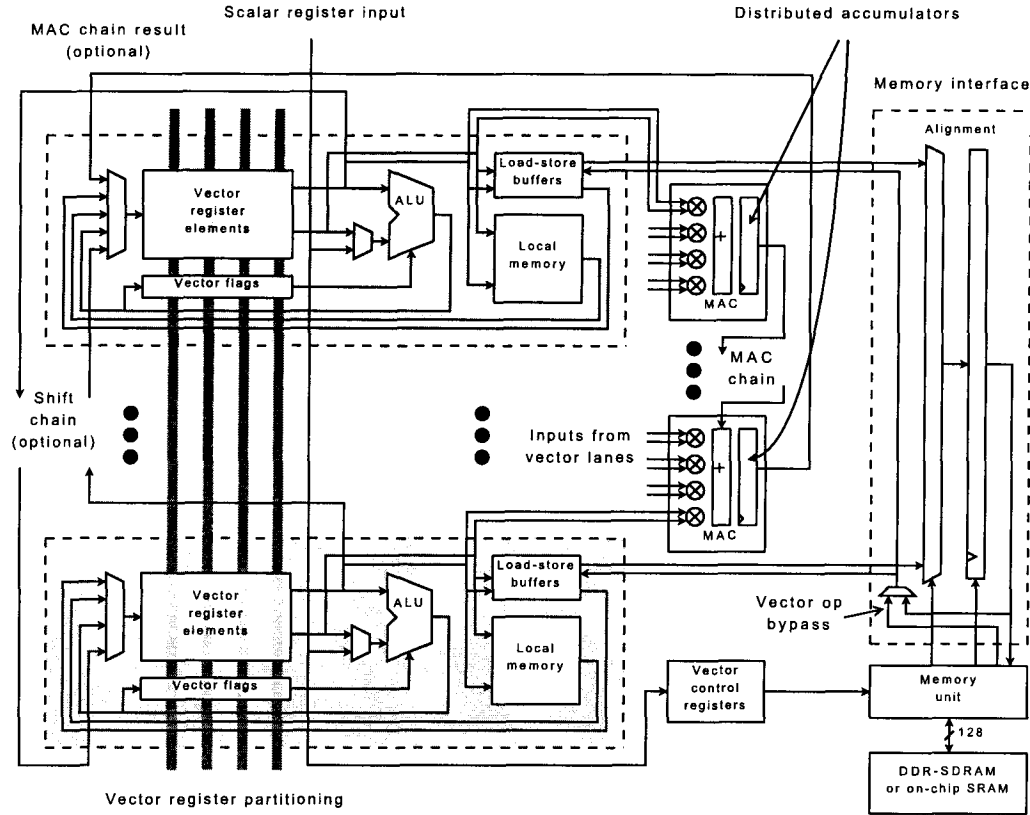 Scalar register input
Distributed accumulators
MAC chain result
(optional)
Memory interface
Alignment
Vector
register
elements
ALU
Load-store
buffers
Local
memory
Vector flags
+
MAC
MAC
chain
Shift
chain
(optional)
Inputs from
vector lanes
+
MAC
Vector
register
elements
ALU
Load-store
buffers
Local
memory
Vector flags
Vector op
bypass
Vector
control
registers
Memory
unit
128
DDR-SDRAM
or on-chip SRAM
Vector register partitioning